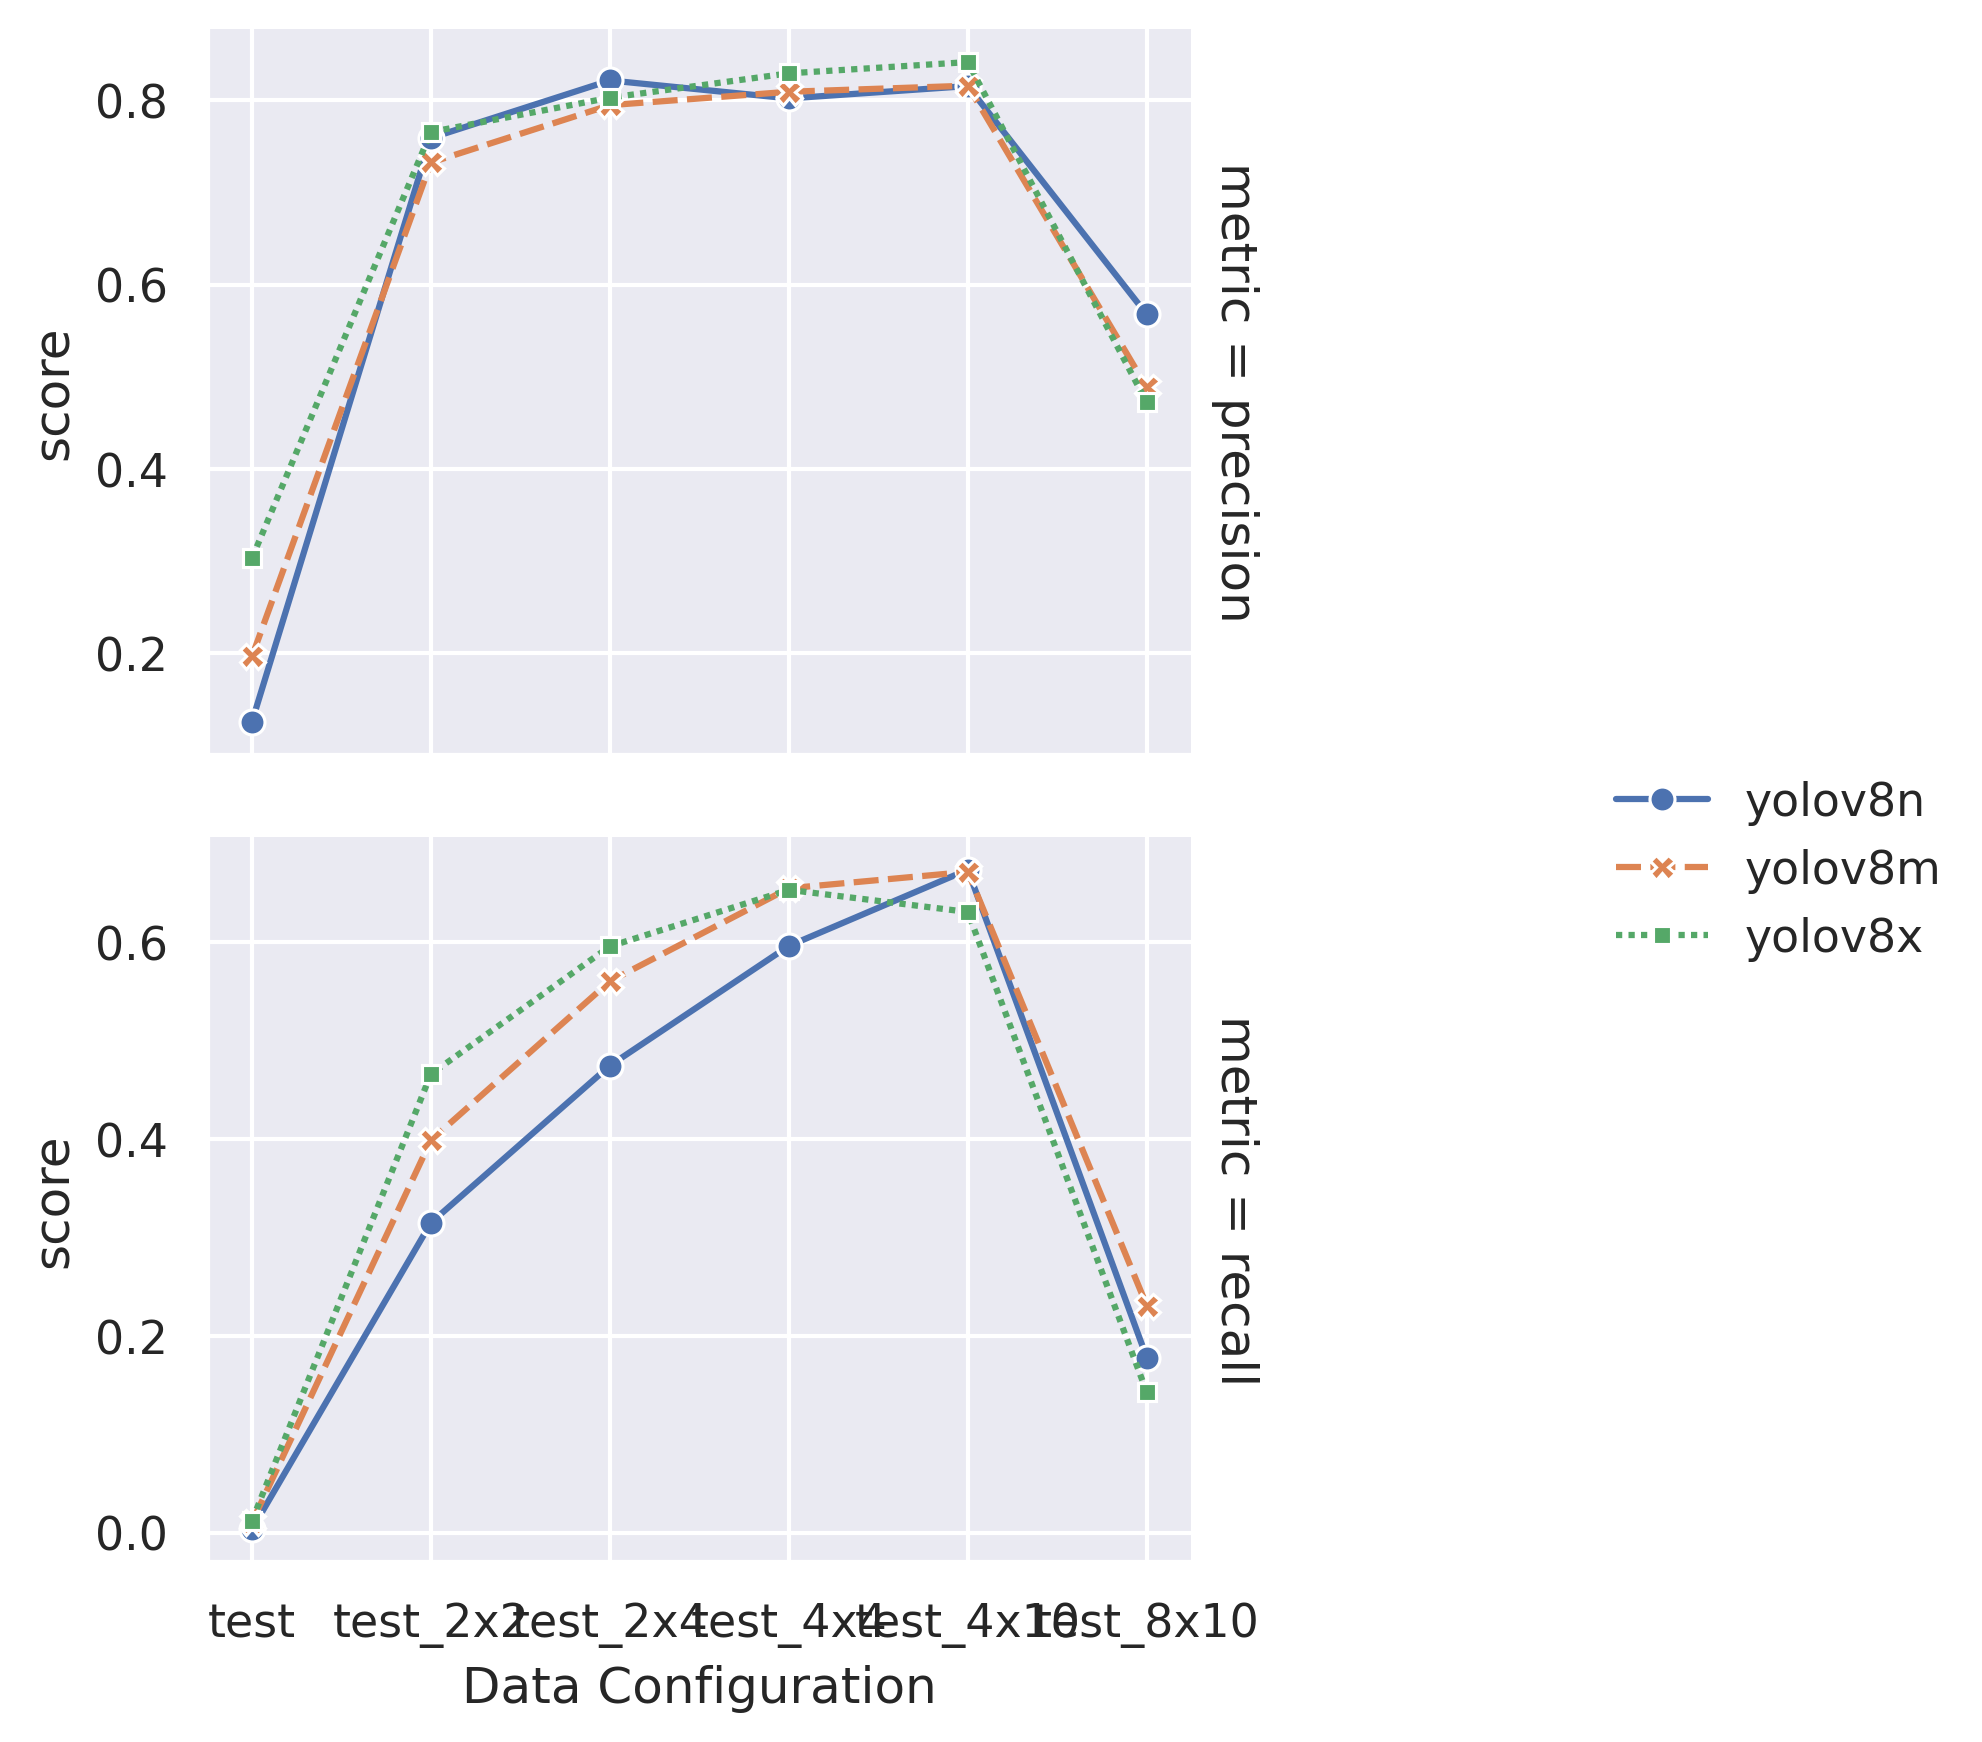 0.8
0.6
0.4
0.2
score
metric = precision
0.6
0.4
0.2
0.0
score
metric = recall
test test_2x2 test_2x4 test_4x4 test_4x10 test_8x10
Data Configuration
yolov8n
yolov8m
yolov8x